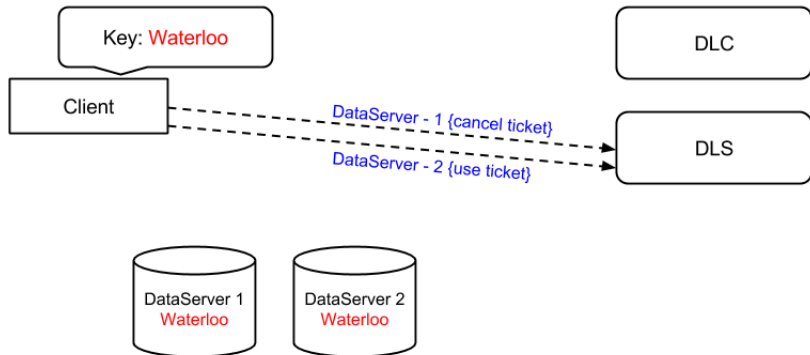 Key: Waterloo
DLC
Client
DataServer - 1 {cancel ticket}
DLS
DataServer - 2 {use ticket}
DataServer 1
Waterloo
DataServer 2
Waterloo